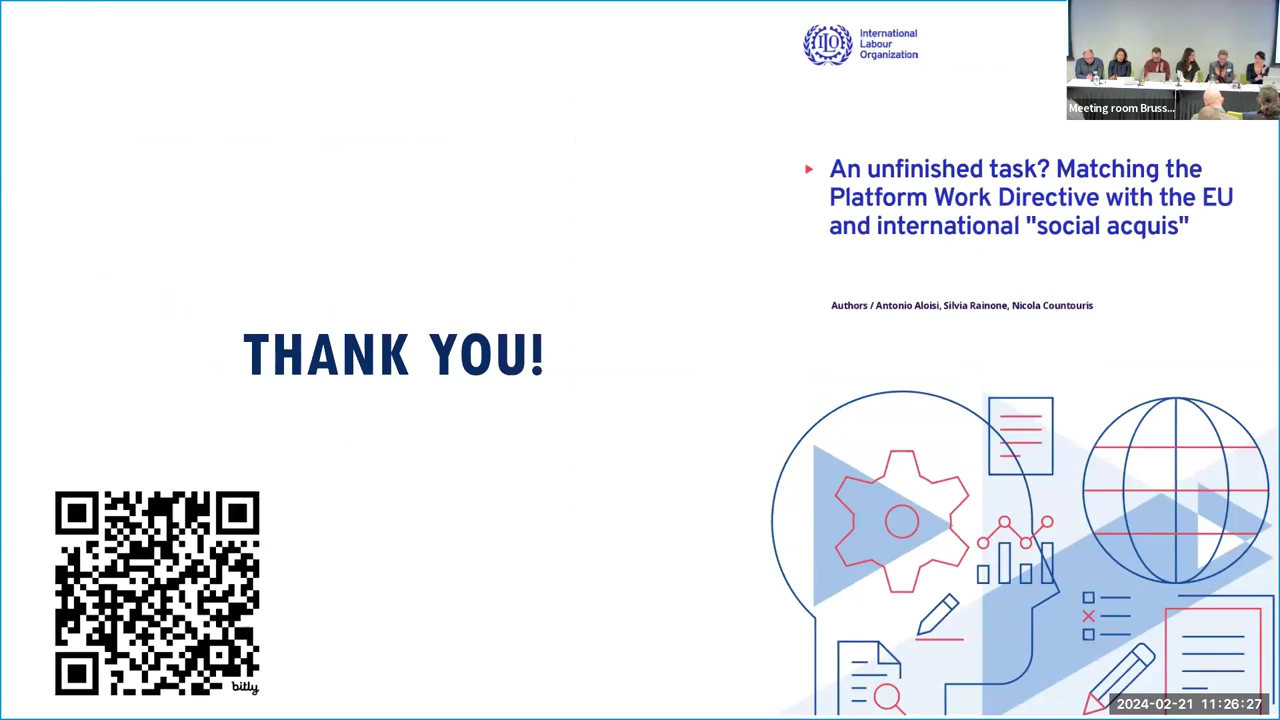 International
Labour
Organization
ILO
Meeting room Bruss...
An unfinished task? Matching the
Platform Work Directive with the EU
and international "social acquis"
Authors / Antonio Aloisi, Silvia Rainone, Nicola Countouris
THANK YOU!
bitly
2024-02-21 11:26:27